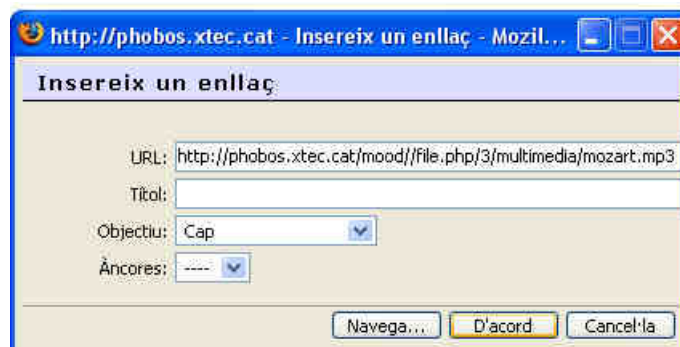 http://phobos.xtec.cat - Insereix un enllaç - Mozil...
Insereix un enllaç
URL: http://phobos.xtec.cat/mood//file.php/3/multimedia/mozart.mp3
Títol:
Objectiu: Cap
Àncores: ----
Navega... D'acord Cancel·la